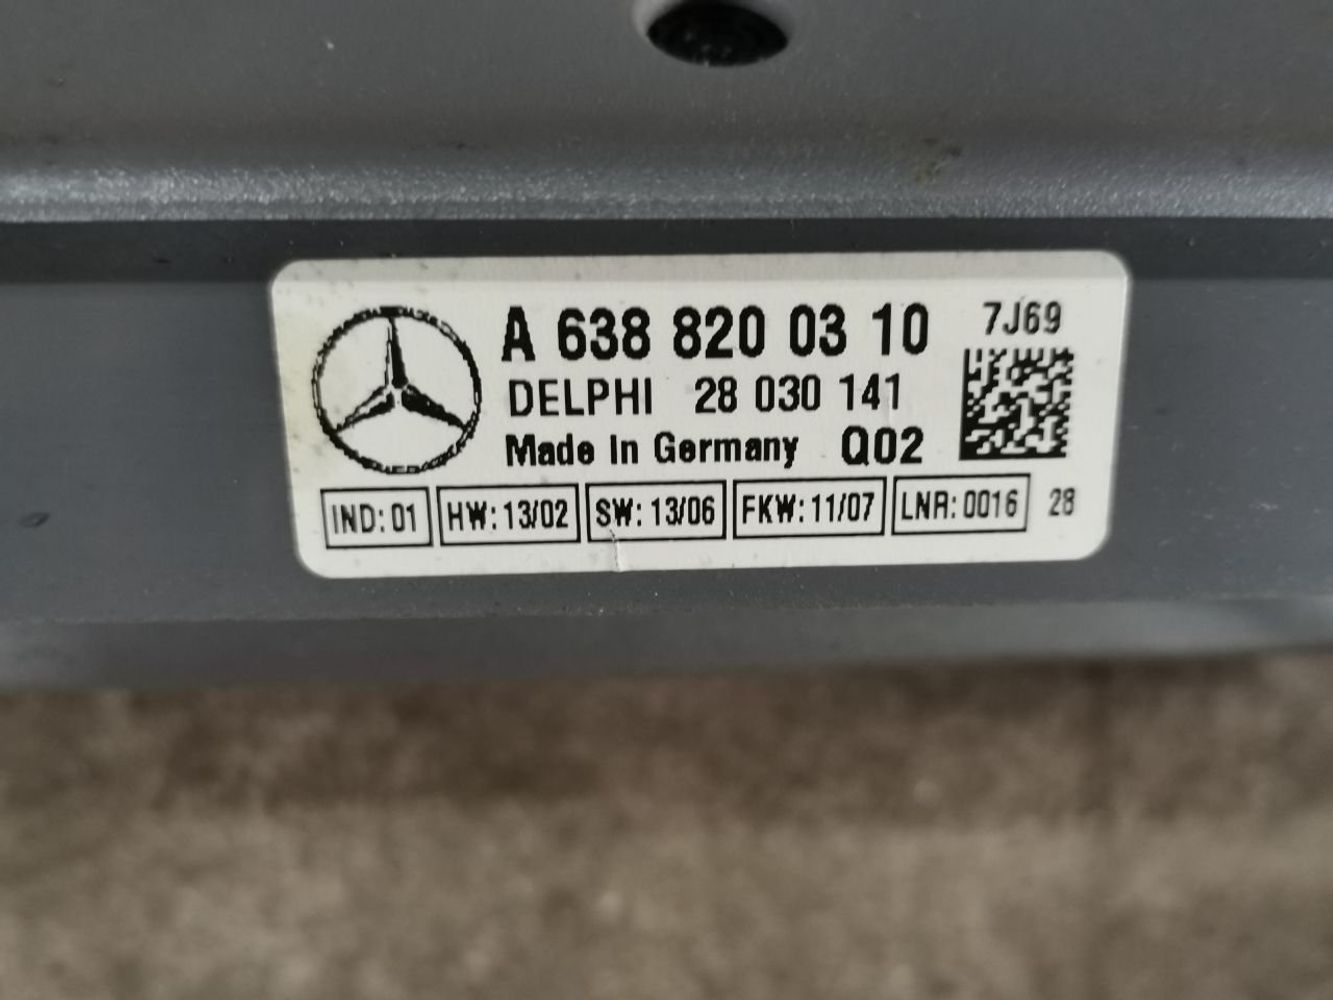 A 638 820 03 10
7J69
DELPHI 28 030 141
Made In Germany Q02
IND: 01 HW: 13/02 SW: 13/06 FKW: 11/07 LNR: 0016 28